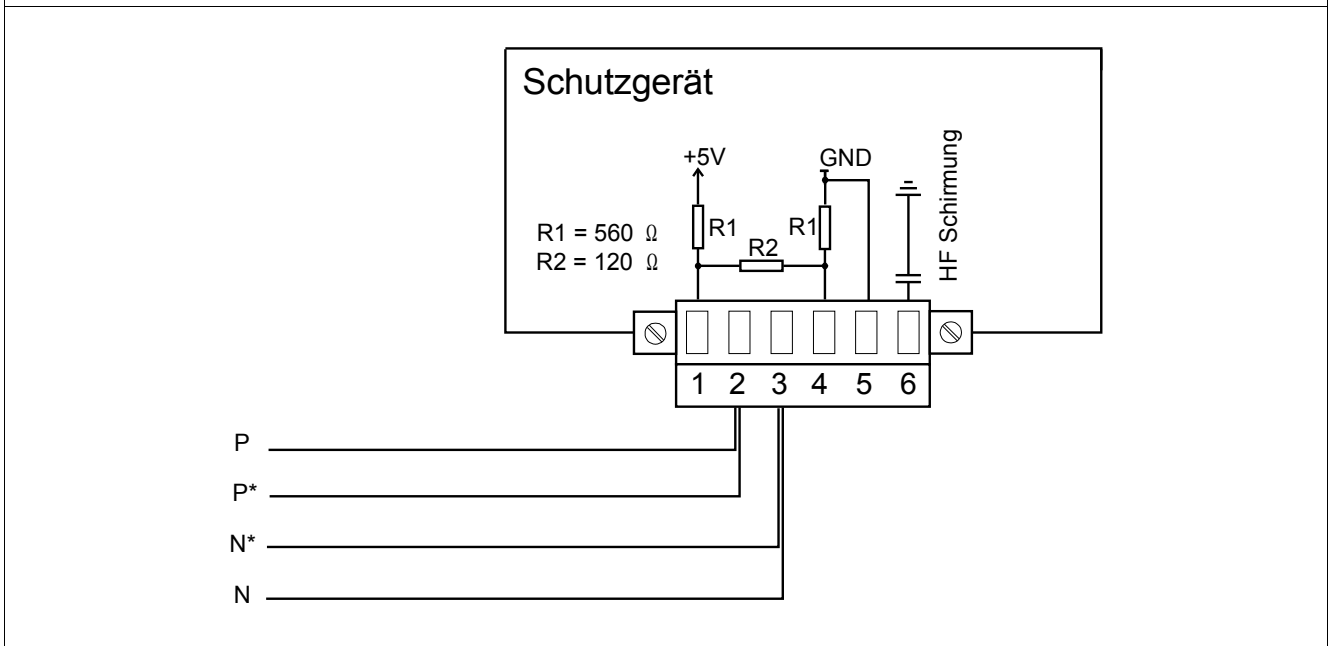 Schutzgerät
+5V
GND
HF Schirmung
R1 = 560 Ω
R2 = 120 Ω
R1
R2
R1
1 2 3 4 5 6
P
P*
N*
N